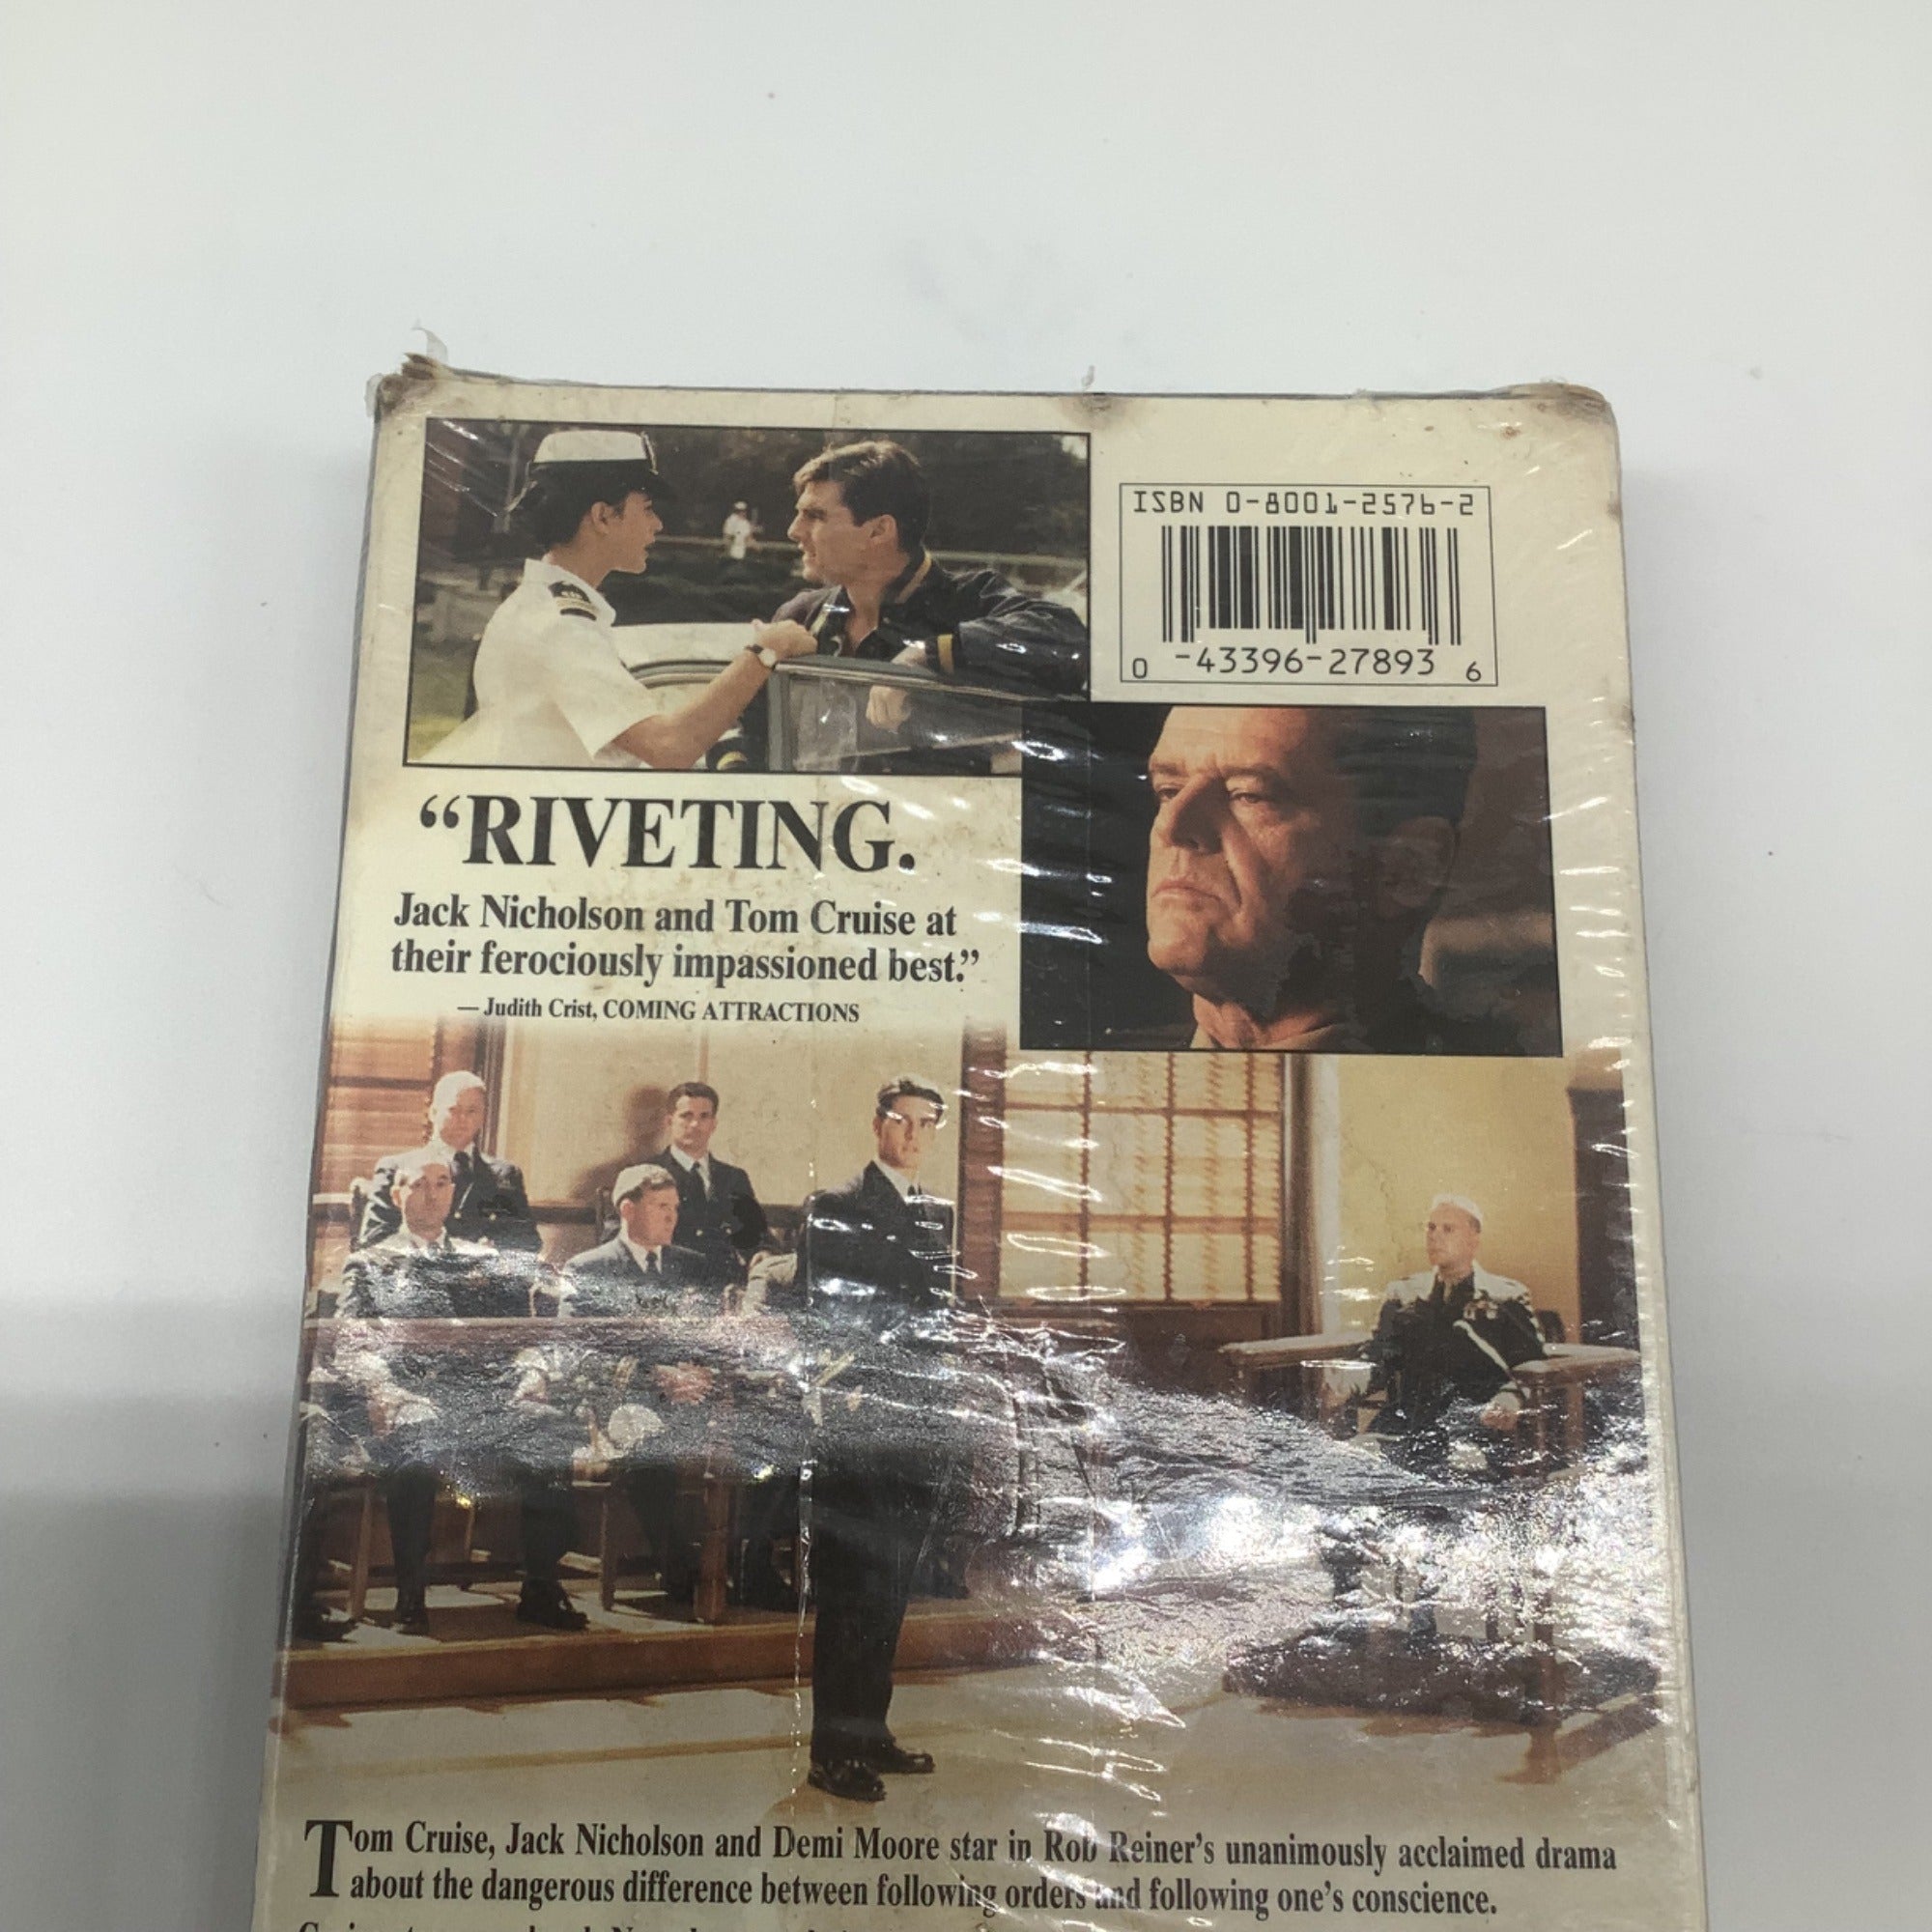 ISBN 0-8001-2576-2
0 -43396-27893 6
“RIVETING.
Jack Nicholson and Tom Cruise at
their ferociously impassioned best.”
— Judith Crist, COMING ATTRACTIONS
Tom Cruise, Jack Nicholson and Demi Moore star in Rob Reiner’s unanimously acclaimed drama
about the dangerous difference between following orders and following one’s conscience.